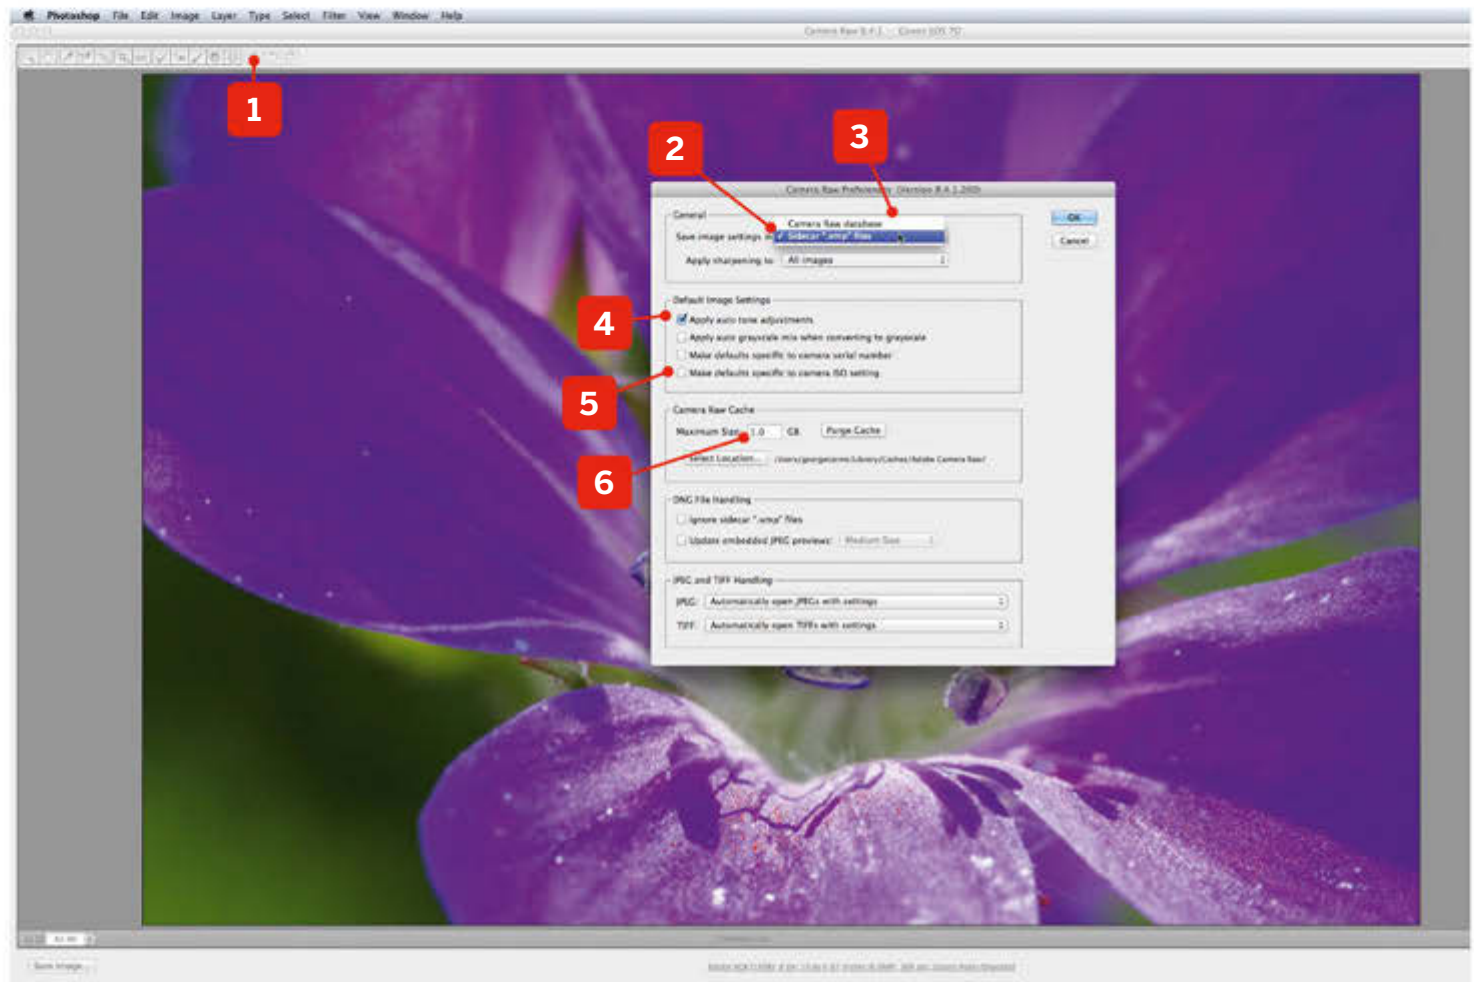 Photoshop File Edit Image Layer Type Select Filter View Window Help
Camera Raw 8.4.1
1
2
3
Camera Raw Preferences (Version 8.4.1.
General
Camera Raw database
Save image settings in
✓ Sidecar ".xmp" files
OK
Cancel
Apply sharpening to: All images
4
Default Image Settings
Apply auto tone adjustments
Apply auto grayscale mix when converting to grayscale
Make defaults specific to camera serial number
5
Make defaults specific to camera ISO setting
Camera Raw Cache
Maximum Size: 1.0 GB Purge Cache
6
Select Location...
DNG File Handling
Ignore sidecar ".xmp" files
Update embedded JPEG previews: Medium Size
JPEG and TIFF Handling
JPEG: Automatically open JPEGs with settings
TIFF: Automatically open TIFFs with settings
Save Image...